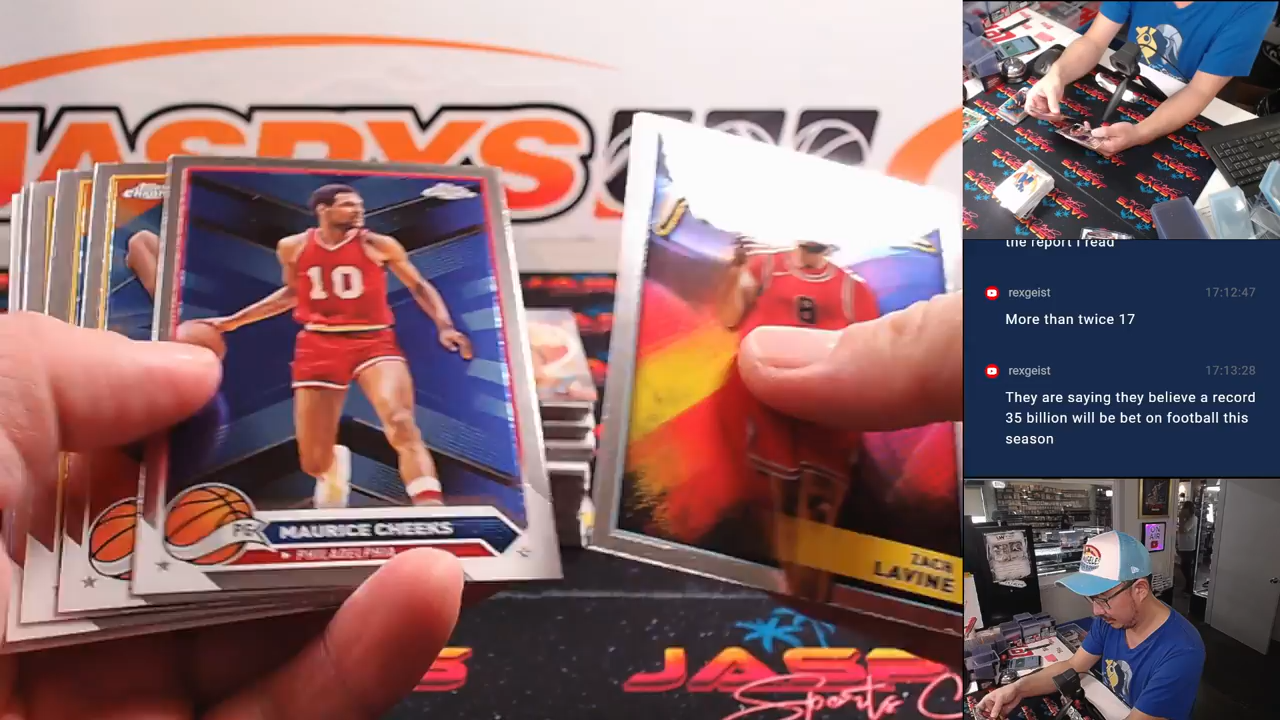 JASPYS
CHROME
10
PG
MAURICE CHEEKS
PHILADELPHIA
8
ZACH
LAVINE
JASP
Sports C
S
the report I read
rexgeist 17:12:47
More than twice 17
rexgeist 17:13:28
They are saying they believe a record
35 billion will be bet on football this
season